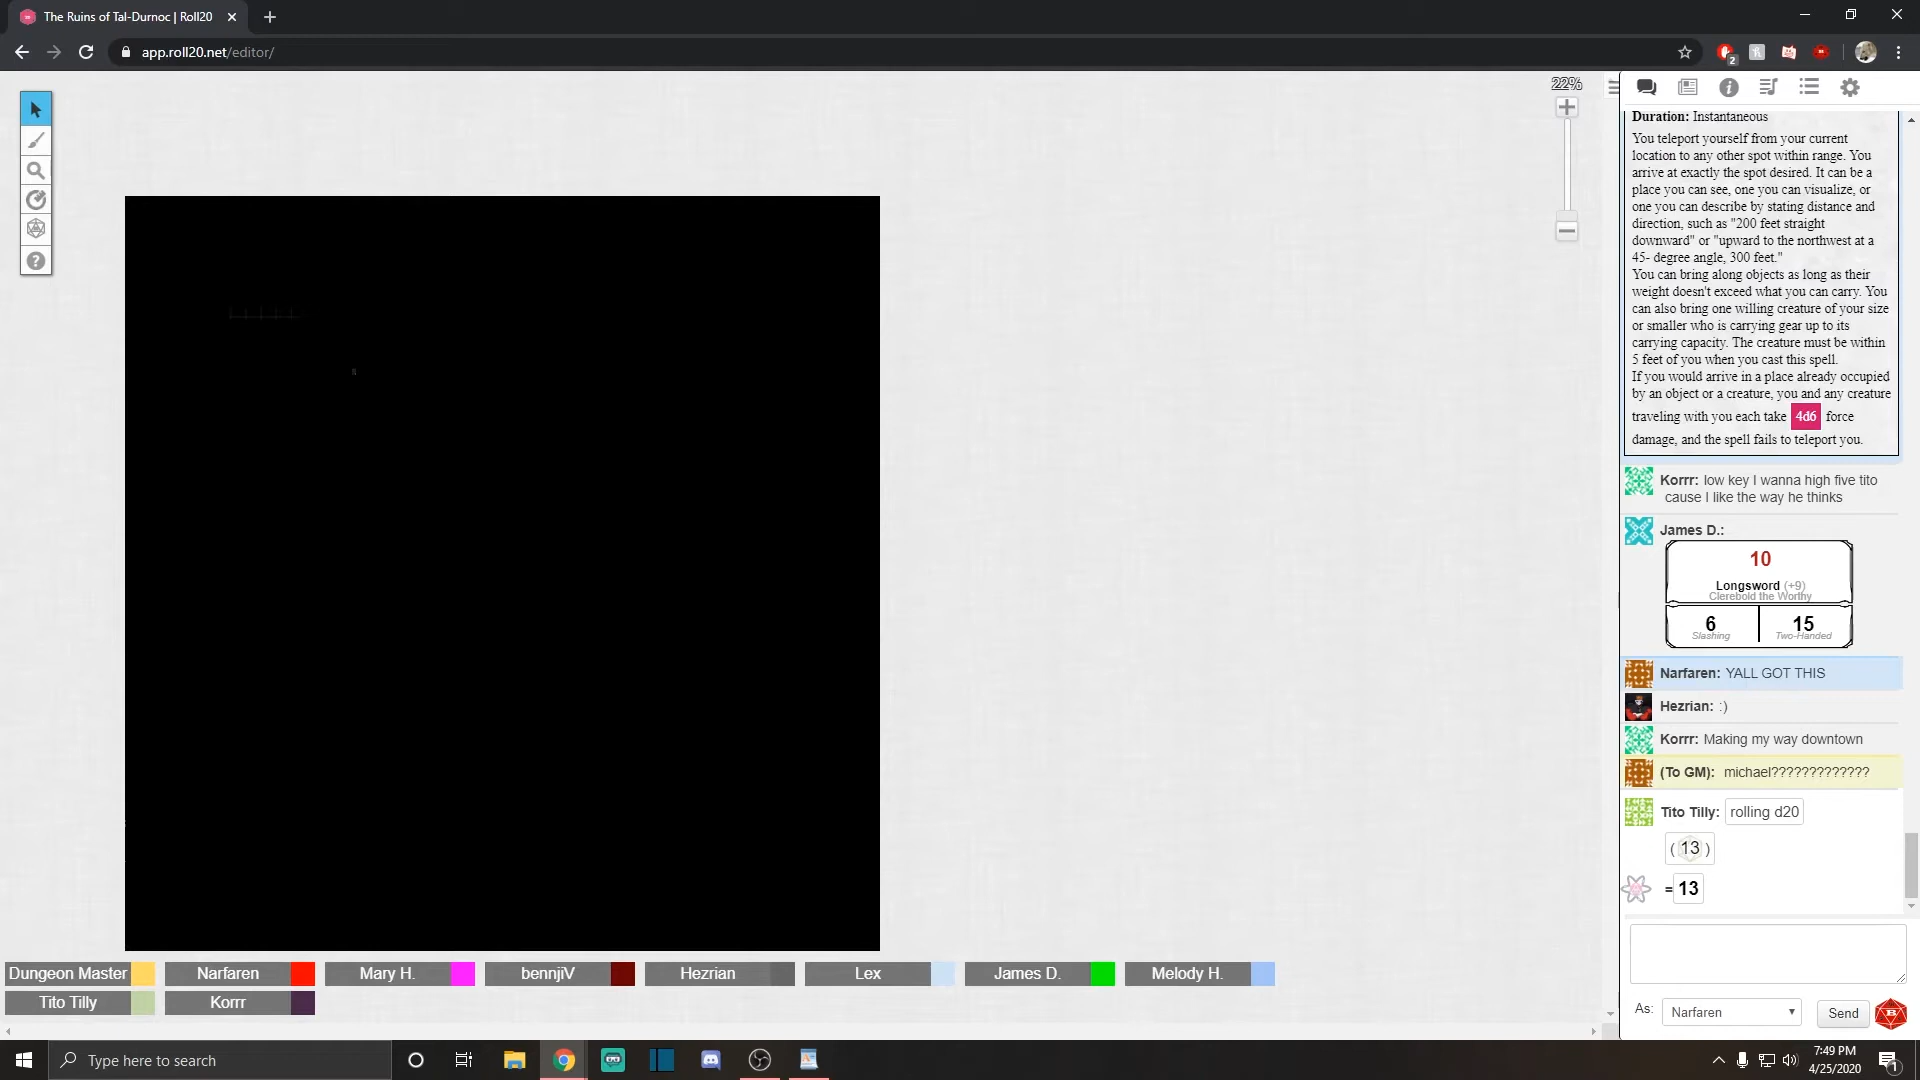 The Ruins of Tal-Durnoc | Roll20
app.roll20.net/editor/
2
22%
Duration: Instantaneous
You teleport yourself from your current
location to any other spot within range. You
arrive at exactly the spot desired. It can be a
place you can see, one you can visualize, or
one you can describe by stating distance and
direction, such as "200 feet straight
downward" or "upward to the northwest at a
45- degree angle, 300 feet."
You can bring along objects as long as their
weight doesn't exceed what you can carry. You
can also bring one willing creature of your size
or smaller who is carrying gear up to its
carrying capacity. The creature must be within
5 feet of you when you cast this spell.
If you would arrive in a place already occupied
by an object or a creature, you and any creature
traveling with you each take 4d6 force
damage, and the spell fails to teleport you.
Korrr: low key I wanna high five tito
cause I like the way he thinks
James D.:
10
Longsword (+9)
Clerebold the Worthy
6 15
Slashing Two-Handed
Narfaren: YALL GOT THIS
Hezrian: :)
Korrr: Making my way downtown
(To GM): michael?????????????
Tito Tilly: rolling d20
(13)
=13
Dungeon Master Narfaren Mary H. bennjiV Hezrian Lex James D. Melody H.
Tito Tilly Korrr
As: Narfaren Send
Type here to search
7:49 PM
4/25/2020
1